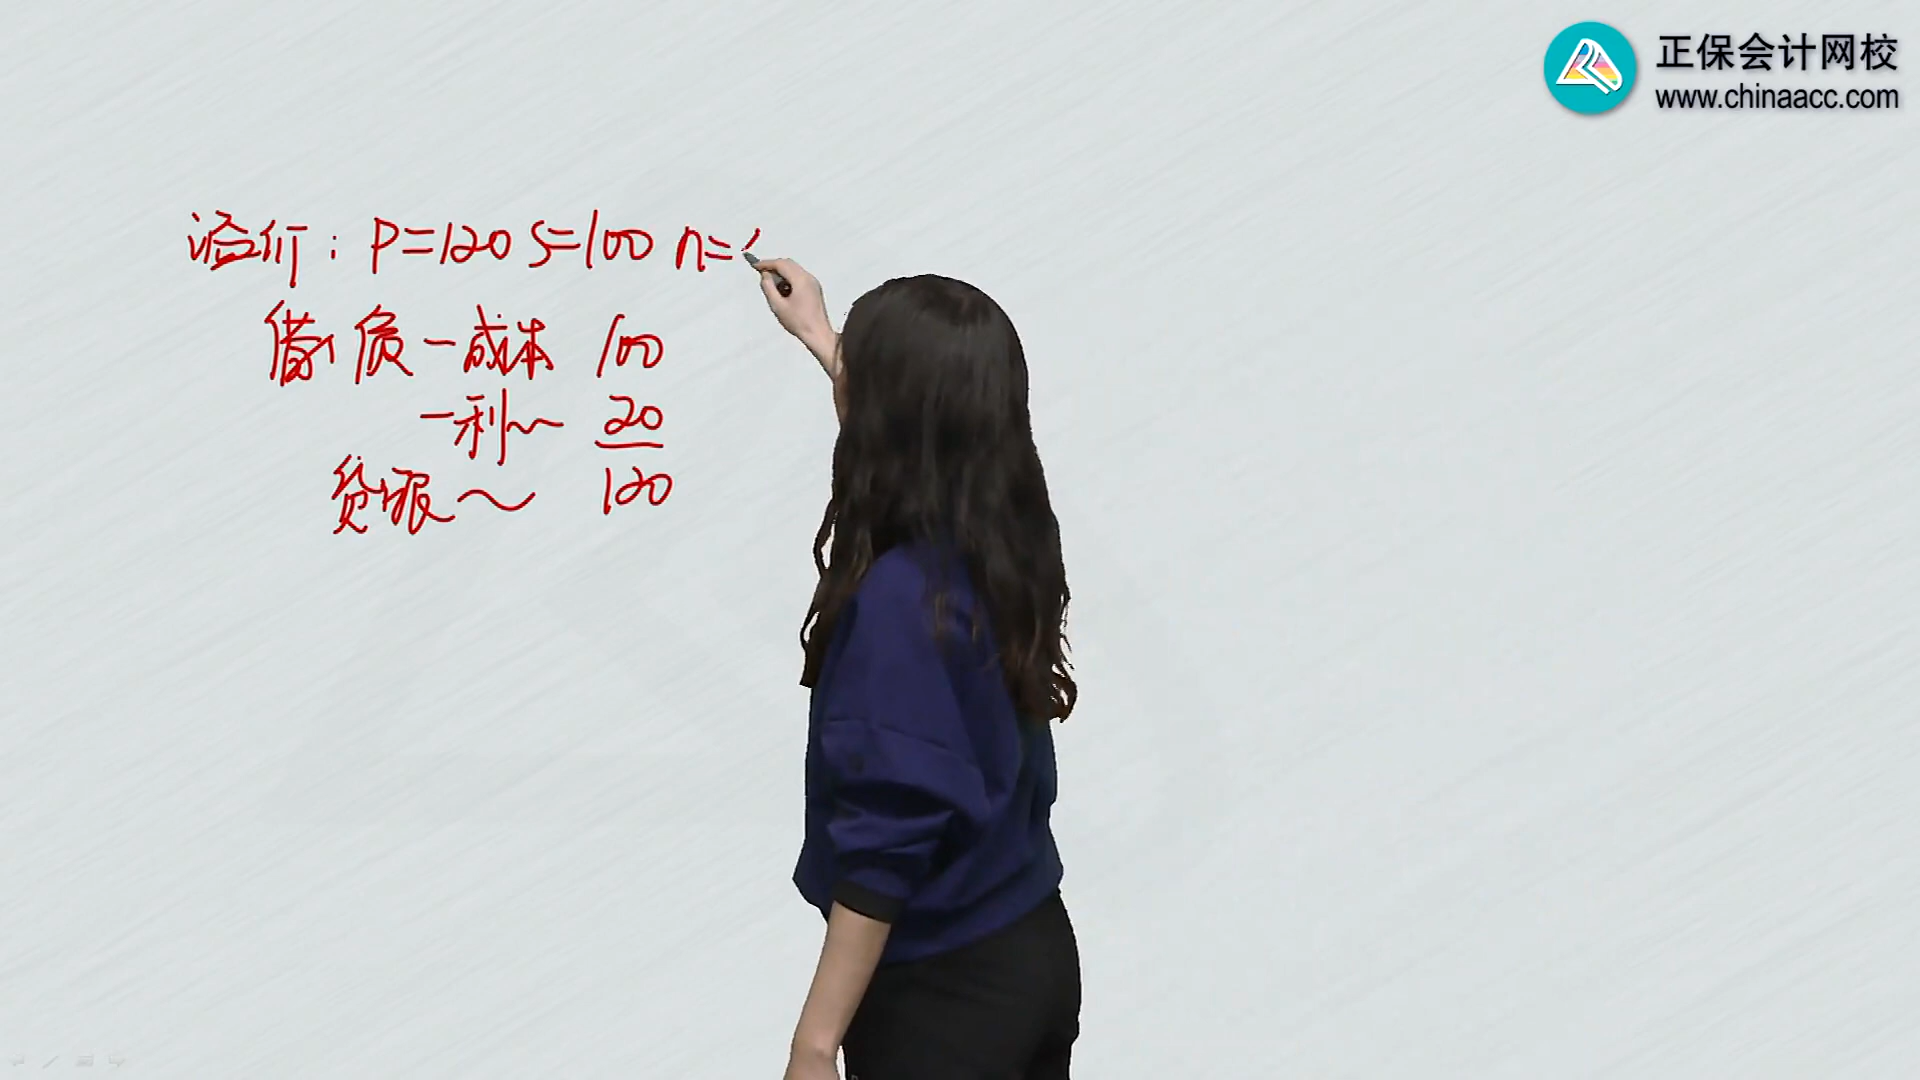 正保会计网校
www.chinaacc.com
溢价：P=120 S=100 n=
借：债-成本 100
-利~ 20
贷：银~ 120